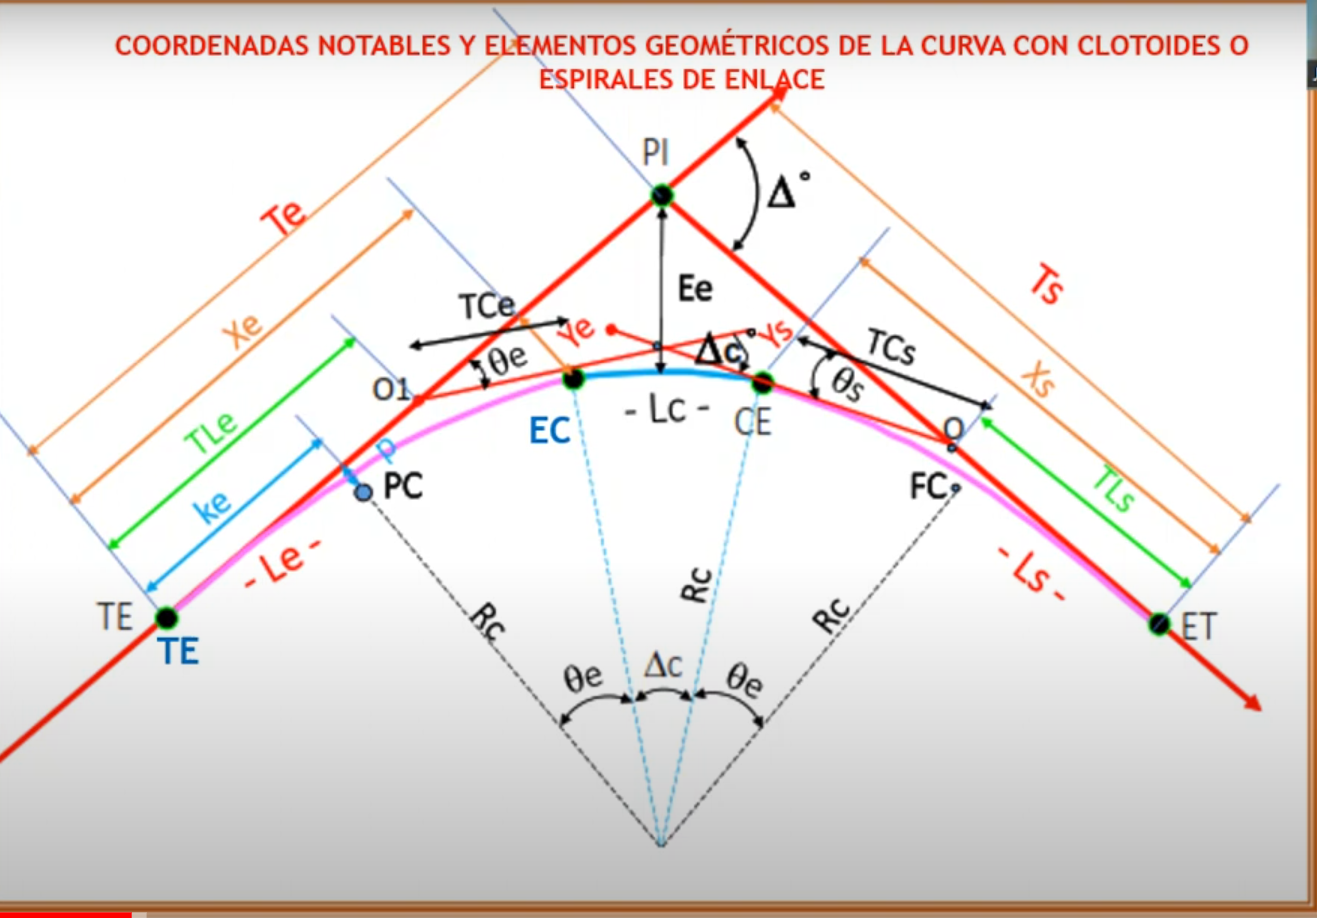 COORDENADAS NOTABLES Y ELEMENTOS GEOMÉTRICOS DE LA CURVA CON CLOTOIDES O
ESPIRALES DE ENLACE
PI
Δ°
Te
Ts
Xe
TCe
Ee
Ye
Δc°
Ys
TCs
Xs
θe
θs
O1
TLe
EC
- Lc -
CE
O
p
PC
FC
TLs
ke
- Le -
- Ls -
TE
TE
ET
Rc
Rc
Rc
θe
Δc
θe